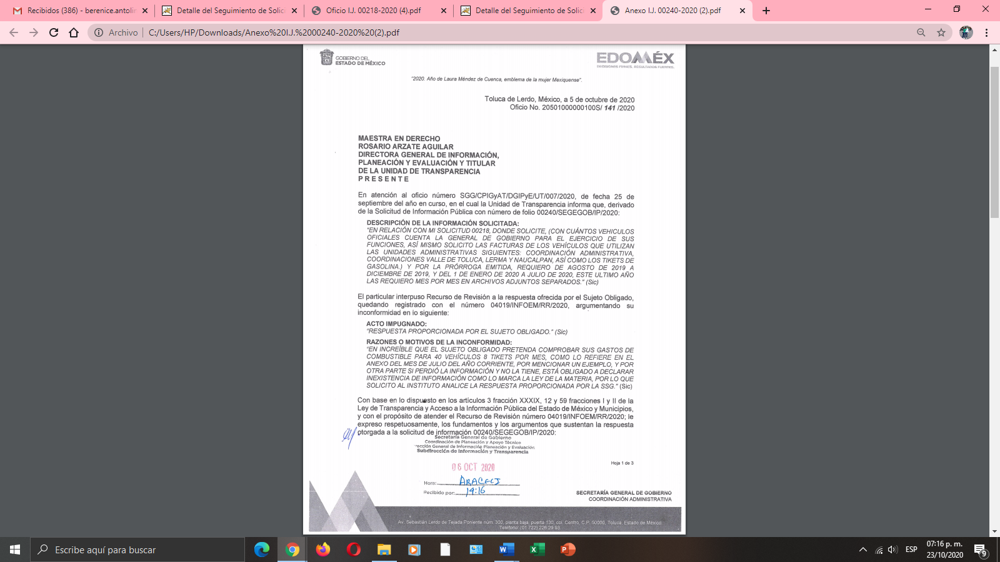 Recibidos (386) - berenice.antolin
Detalle del Seguimiento de Solici
Oficio I.J. 00218-2020 (4).pdf
Detalle del Seguimiento de Solici
Anexo I.J. 00240-2020 (2).pdf
Archivo
C:/Users/HP/Downloads/Anexo%20I.J.%2000240-2020%20(2).pdf
GOBIERNO DEL
ESTADO DE MÉXICO
EDOMÉX
DECISIONES FIRMES, RESULTADOS FUERTES.
"2020. Año de Laura Méndez de Cuenca, emblema de la mujer Mexiquense".
Toluca de Lerdo, México, a 5 de octubre de 2020
Oficio No. 20501000000100S/ 141 /2020
MAESTRA EN DERECHO
ROSARIO ARZATE AGUILAR
DIRECTORA GENERAL DE INFORMACIÓN,
PLANEACIÓN Y EVALUACIÓN Y TITULAR
DE LA UNIDAD DE TRANSPARENCIA
P R E S E N T E
En atención al oficio número SGG/CPIGyAT/DGIPyE/UT/007/2020, de fecha 25 de
septiembre del año en curso, en el cual la Unidad de Transparencia informa que, derivado
de la Solicitud de Información Pública con número de folio 00240/SEGEGOB/IP/2020:
DESCRIPCIÓN DE LA INFORMACIÓN SOLICITADA:
"EN RELACIÓN CON MI SOLICITUD 00218, DONDE SOLICITE, (CON CUÁNTOS VEHICULOS
OFICIALES CUENTA LA GENERAL DE GOBIERNO PARA EL EJERCICIO DE SUS
FUNCIONES, ASÍ MISMO SOLICITO LAS FACTURAS DE LOS VEHÍCULOS QUE UTILIZAN
LAS UNIDADES ADMINISTRATIVAS SIGUIENTES: COORDINACIÓN ADMINISTRATIVA,
COORDINACIONES VALLE DE TOLUCA, LERMA Y NAUCALPAN, ASÍ COMO LOS TIKETS DE
GASOLINA.) Y POR LA PRÓRROGA EMITIDA, REQUIERO DE AGOSTO DE 2019 A
DICIEMBRE DE 2019, Y DEL 1 DE ENERO DE 2020 A JULIO DE 2020, ESTE ULTIMO AÑO
LAS REQUIERO MES POR MES EN ARCHIVOS ADJUNTOS SEPARADOS." (Sic)
El particular interpuso Recurso de Revisión a la respuesta ofrecida por el Sujeto Obligado,
quedando registrado con el número 04019/INFOEM/RR/2020, argumentando su
inconformidad en lo siguiente:
ACTO IMPUGNADO:
"RESPUESTA PROPORCIONADA POR EL SUJETO OBLIGADO." (Sic)
RAZONES O MOTIVOS DE LA INCONFORMIDAD:
"EN INCREÍBLE QUE EL SUJETO OBLIGADO PRETENDA COMPROBAR SUS GASTOS DE
COMBUSTIBLE PARA 40 VEHÍCULOS 8 TIKETS POR MES, COMO LO REFIERE EN EL
ANEXO DEL MES DE JULIO DEL AÑO CORRIENTE, POR MENCIONAR UN EJEMPLO, Y POR
OTRA PARTE SI PERDIÓ LA INFORMACIÓN Y NO LA TIENE, ESTÁ OBLIGADO A DECLARAR
INEXISTENCIA DE INFORMACIÓN COMO LO MARCA LA LEY DE LA MATERIA, POR LO QUE
SOLICITO AL INSTITUTO ANALICE LA RESPUESTA PROPORCIONADA POR LA SSG." (Sic)
Con base en lo dispuesto en los artículos 3 fracción XXXIX, 12 y 59 fracciones I y II de la
Ley de Transparencia y Acceso a la Información Pública del Estado de México y Municipios,
y con el propósito de atender el Recurso de Revisión número 04019/INFOEM/RR/2020; le
expreso respetuosamente, los fundamentos y los argumentos que sustentan la respuesta
otorgada a la solicitud de información 00240/SEGEGOB/IP/2020:
Secretaría General de Gobierno
Coordinación de Planeación y Apoyo Técnico
rección General de Información Planeación y Evaluación
Subdirección de Información y Transparencia
Hoja 1 de 3
06 OCT 2020
Hora: ARACELI
Recibido por: 19:16
SECRETARÍA GENERAL DE GOBIERNO
COORDINACIÓN ADMINISTRATIVA
Av. Sebastián Lerdo de Tejada Poniente núm. 300, planta baja, puerta 130, col. Centro, C.P. 50000, Toluca, Estado de México.
Teléfono: (01 722) 226 29 93.
Escribe aquí para buscar
ESP
07:16 p. m.
23/10/2020
9